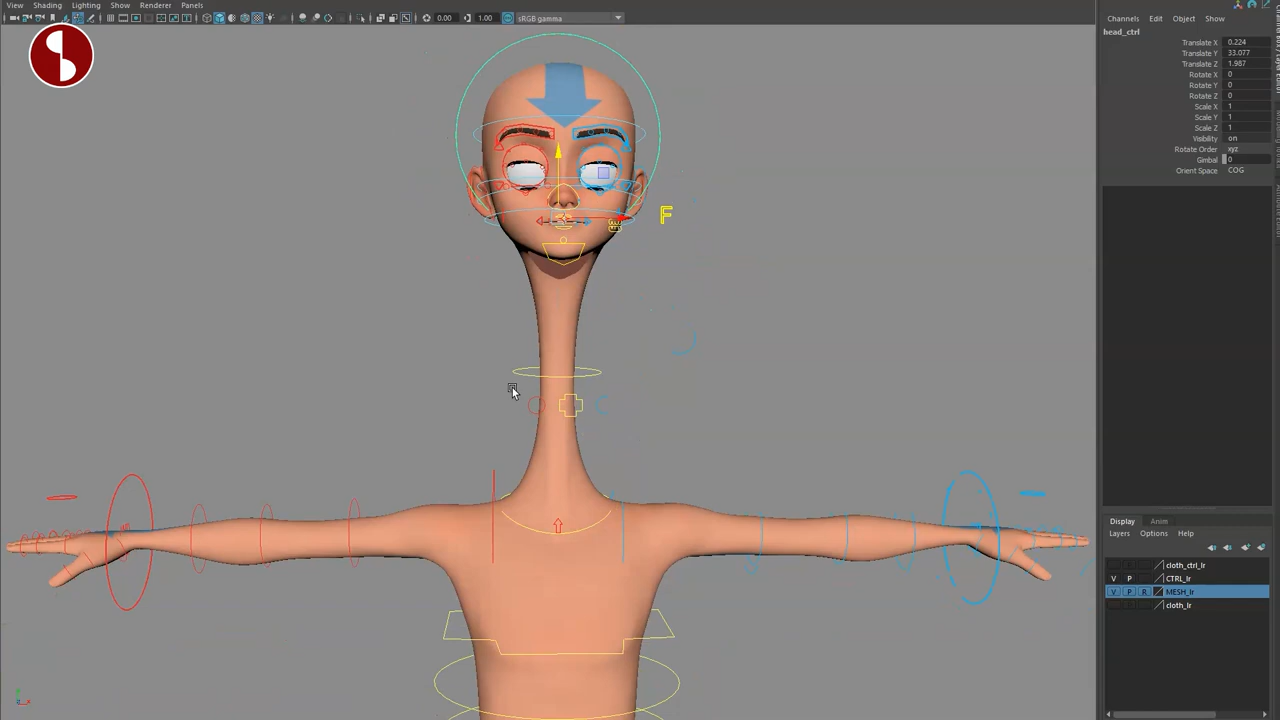 View Shading Lighting Show Renderer Panels
0.00 1.00 sRGB gamma
Channels Edit Object Show
head_ctrl
Translate X 0.224
Translate Y 33.077
Translate Z 1.987
Rotate X 0
Rotate Y 0
Rotate Z 0
Scale X 1
Scale Y 1
Scale Z 1
Visibility on
Rotate Order xyz
Gimbal 0
Orient Space COG
F
Display Anim
Layers Options Help
cloth_ctrl_lr
V P CTRL_lr
V P R MESH_lr
cloth_lr